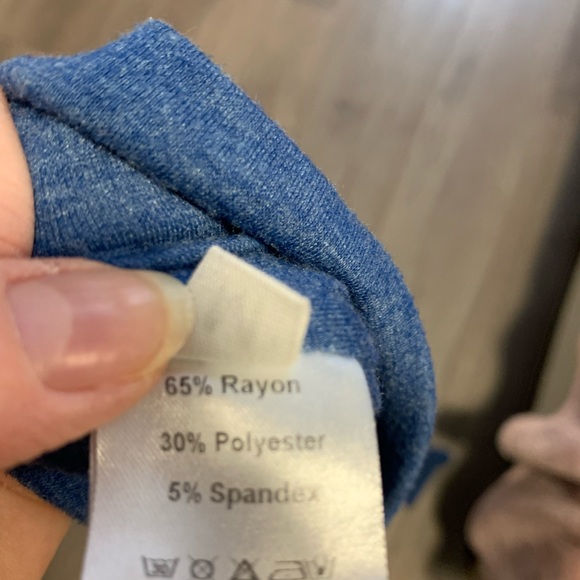 65% Rayon
30% Polyester
5% Spandex